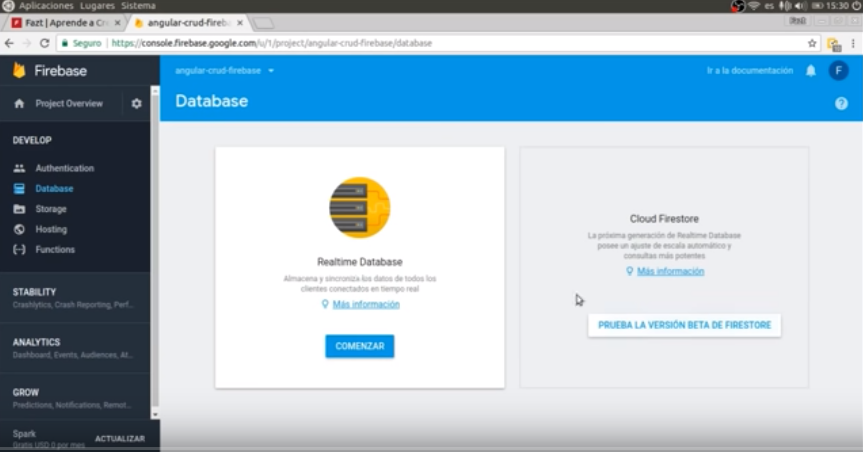 Aplicaciones Lugares Sistema
es
15:30
Fazt | Aprende a Cr
angular-crud-fireb
Seguro | https://console.firebase.google.com/u/1/project/angular-crud-firebase/database
Firebase
angular-crud-firebase
Ir a la documentación
F
Project Overview
Database
?
DEVELOP
Authentication
Database
Storage
Hosting
Functions
STABILITY
Crashlytics, Crash Reporting, Perf...
ANALYTICS
Dashboard, Events, Audiences, At...
GROW
Predictions, Notifications, Remot...
Spark
Gratis USD 0 por mes
ACTUALIZAR
Realtime Database
Almacena y sincroniza los datos de todos los
clientes conectados en tiempo real
Más información
COMENZAR
Cloud Firestore
La próxima generación de Realtime Database
posee un ajuste de escala automático y
consultas más potentes
Más información
PRUEBA LA VERSIÓN BETA DE FIRESTORE